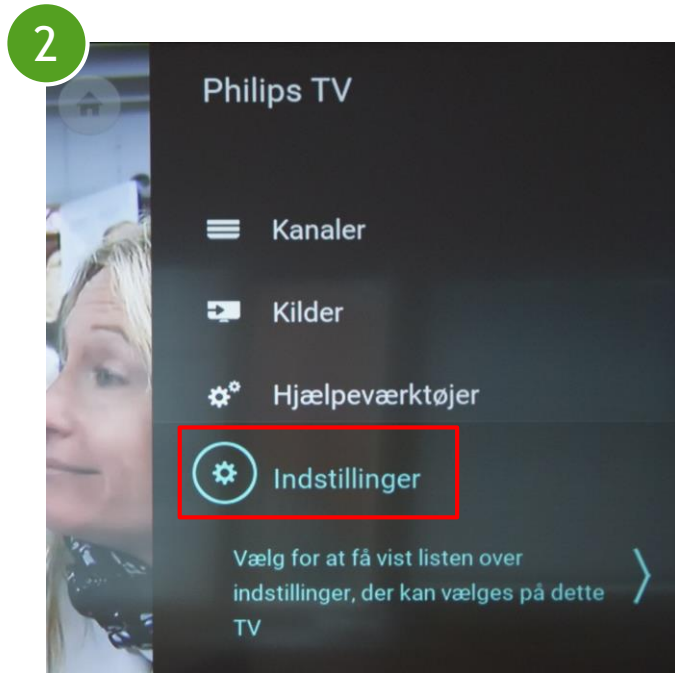 2
Philips TV
Kanaler
Kilder
Hjælpeværktøjer
Indstillinger
Vælg for at få vist listen over
indstillinger, der kan vælges på dette
TV